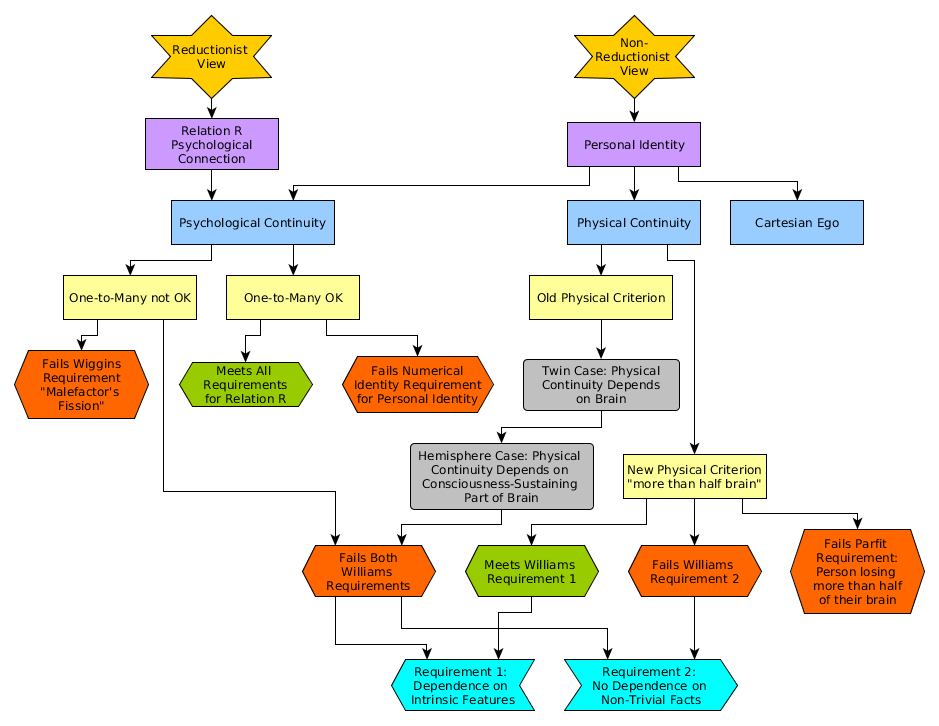 Reductionist
View
Non-
Reductionist
View
Relation R
Psychological
Connection
Personal Identity
Psychological Continuity
Physical Continuity
Cartesian Ego
One-to-Many not OK
One-to-Many OK
Old Physical Criterion
Fails Wiggins
Requirement
"Malefactor's
Fission"
Meets All
Requirements
for Relation R
Fails Numerical
Identity Requirement
for Personal Identity
Twin Case: Physical
Continuity Depends
on Brain
Hemisphere Case: Physical
Continuity Depends on
Consciousness-Sustaining
Part of Brain
New Physical Criterion
"more than half brain"
Fails Both
Williams
Requirements
Meets Williams
Requirement 1
Fails Williams
Requirement 2
Fails Parfit
Requirement:
Person losing
more than half
of their brain
Requirement 1:
Dependence on
Intrinsic Features
Requirement 2:
No Dependence on
Non-Trivial Facts